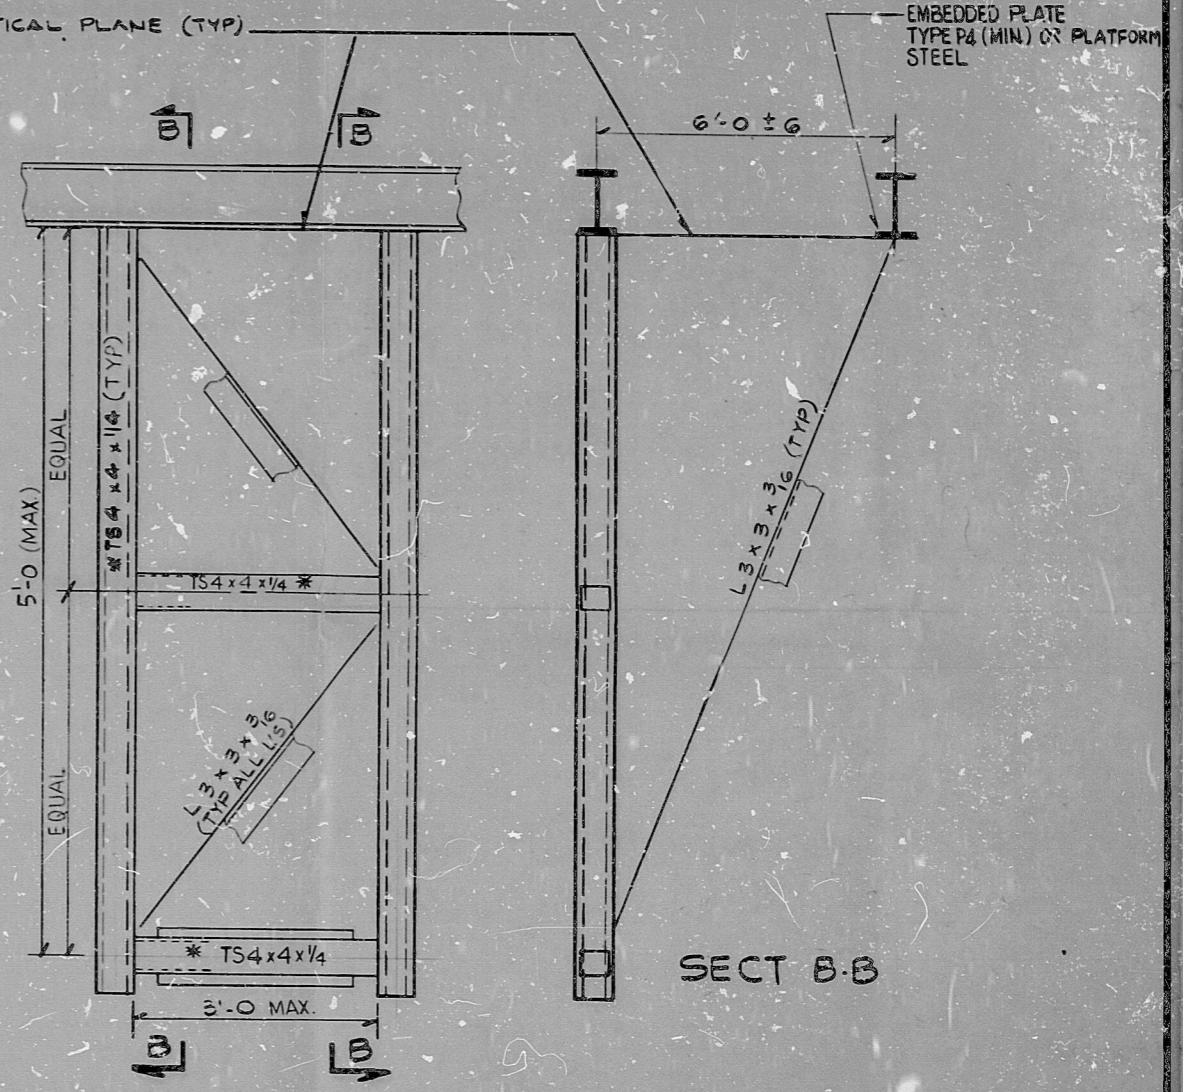 TICAL PLANE (TYP)
EMBEDDED PLATE
TYPE P4 (MIN) OR PLATFORM
STEEL
B
B
6'-0 ± 6
EQUAL
*TS4 x 4 x 1/4 (TYP)
5'-0 (MAX.)
TS4 x 4 x 1/4 *
L 3 x 3 x 3/16 (TYP)
L 3 x 3 x 3/16
(TYP ALL L'S)
EQUAL
* TS4 x 4 x 1/4
SECT B-B
3'-0 MAX.
B
B